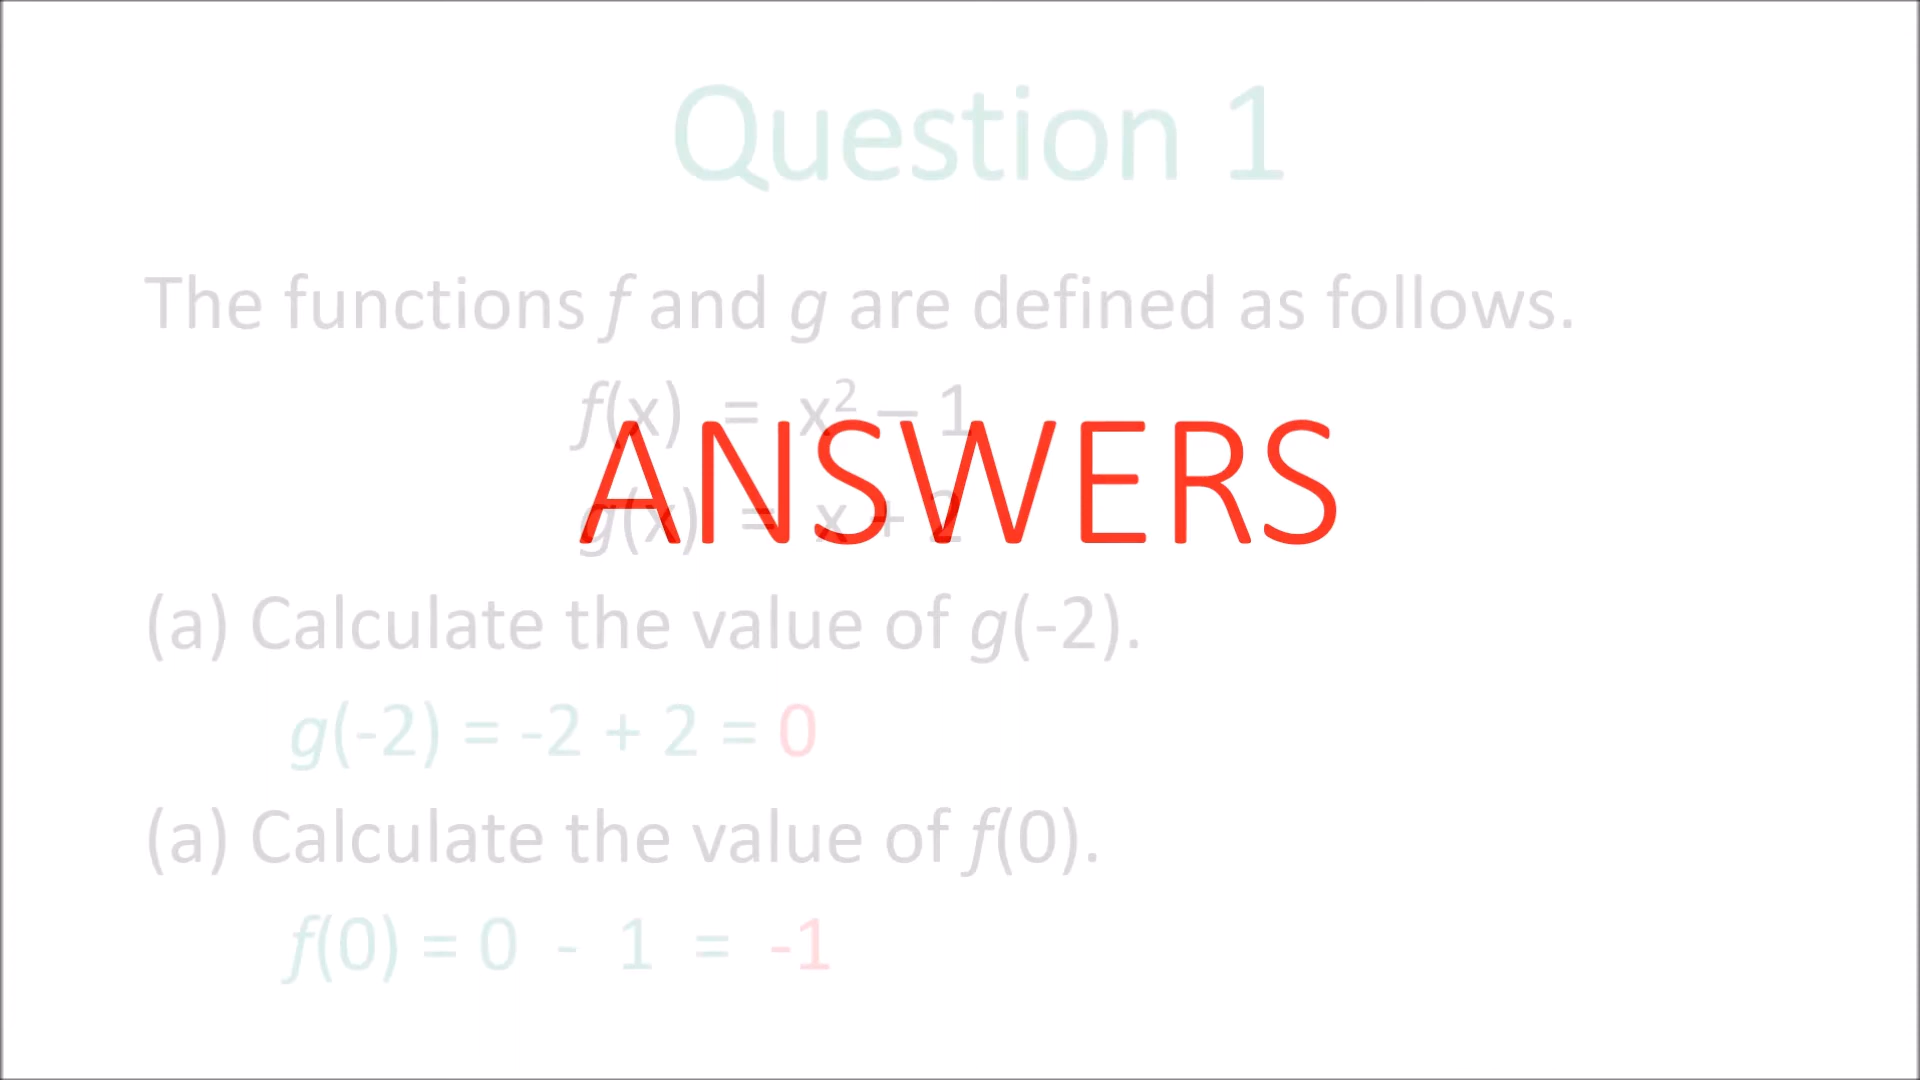 Question 1
The functions f and g are defined as follows.
f(x) = x² – 1
ANSWERS
g(x) = x + 2
(a) Calculate the value of g(-2).
g(-2) = -2 + 2 = 0
(a) Calculate the value of f(0).
f(0) = 0 - 1 = -1